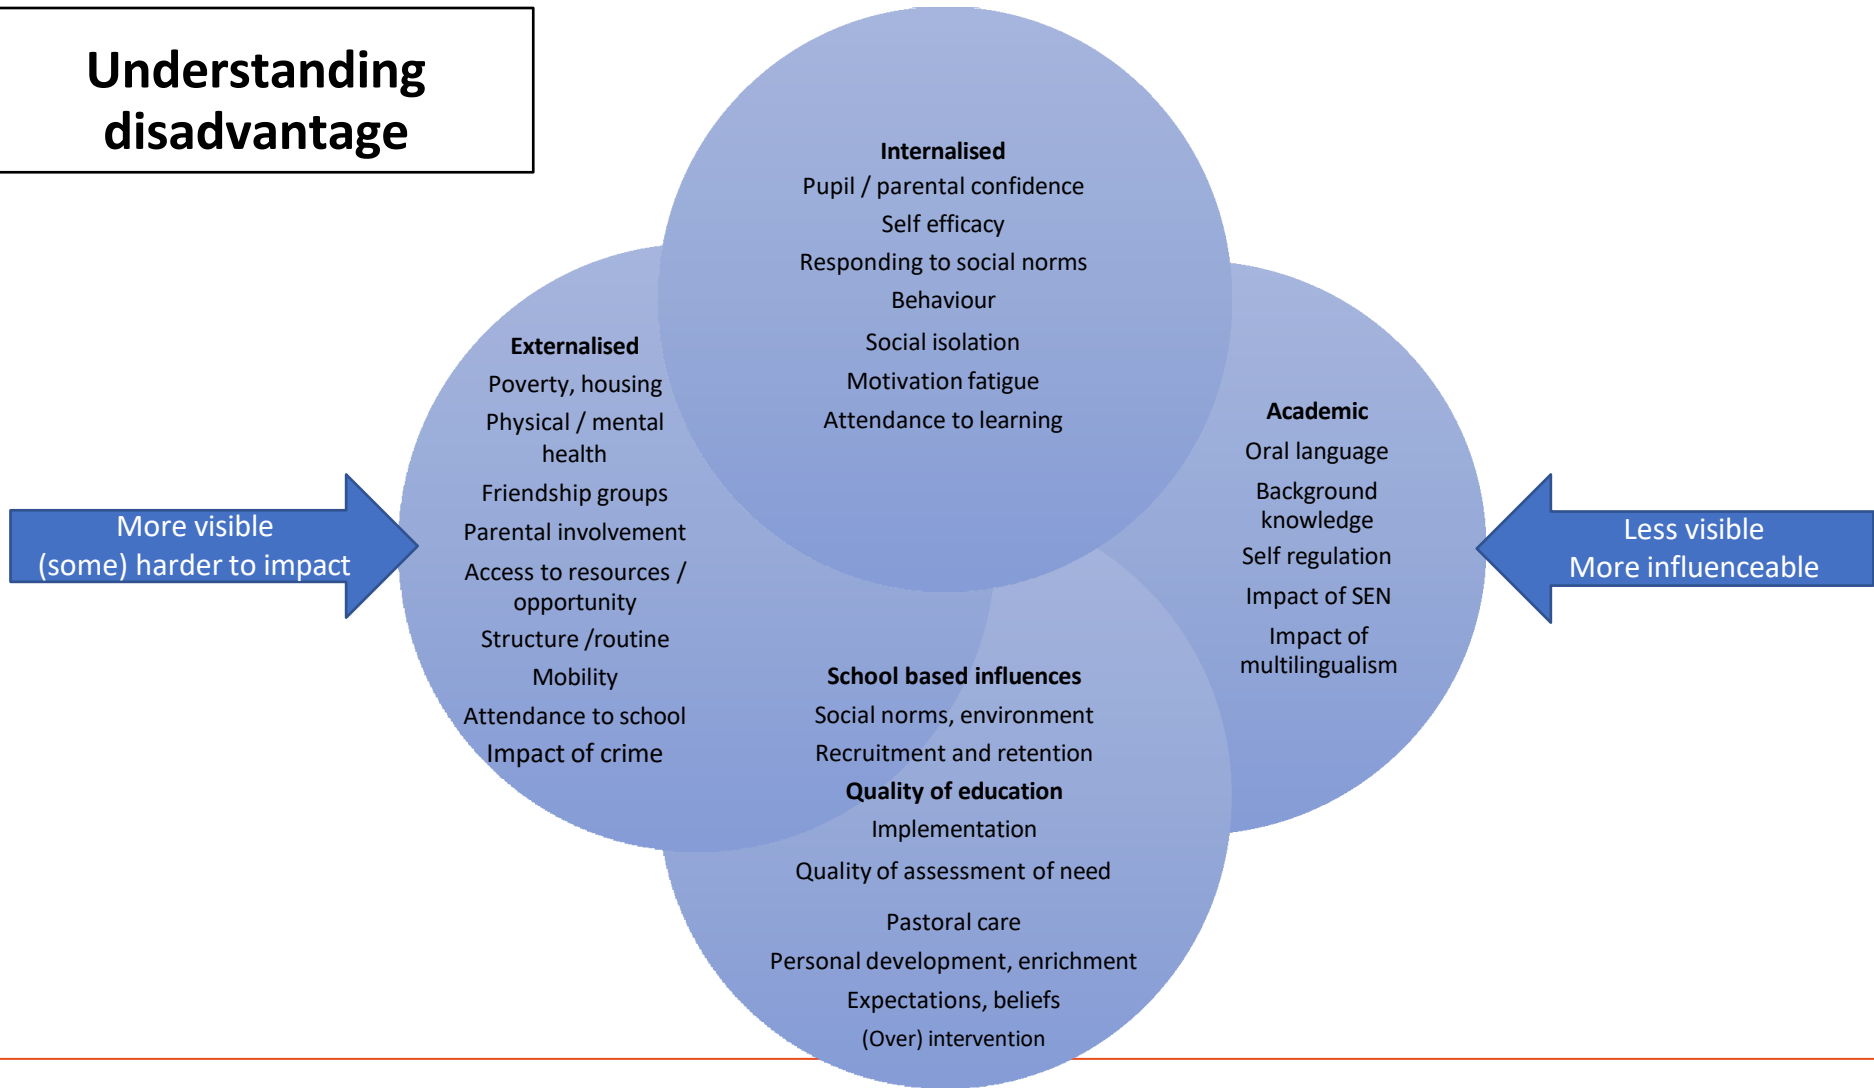 Understanding
disadvantage
Internalised
Pupil / parental confidence
Self efficacy
Responding to social norms
Behaviour
Social isolation
Motivation fatigue
Attendance to learning
Externalised
Poverty, housing
Physical / mental
health
Friendship groups
Parental involvement
Access to resources /
opportunity
Structure /routine
Mobility
Attendance to school
Impact of crime
Academic
Oral language
Background
knowledge
Self regulation
Impact of SEN
Impact of
multilingualism
More visible
(some) harder to impact
Less visible
More influenceable
School based influences
Social norms, environment
Recruitment and retention
Quality of education
Implementation
Quality of assessment of need
Pastoral care
Personal development, enrichment
Expectations, beliefs
(Over) intervention